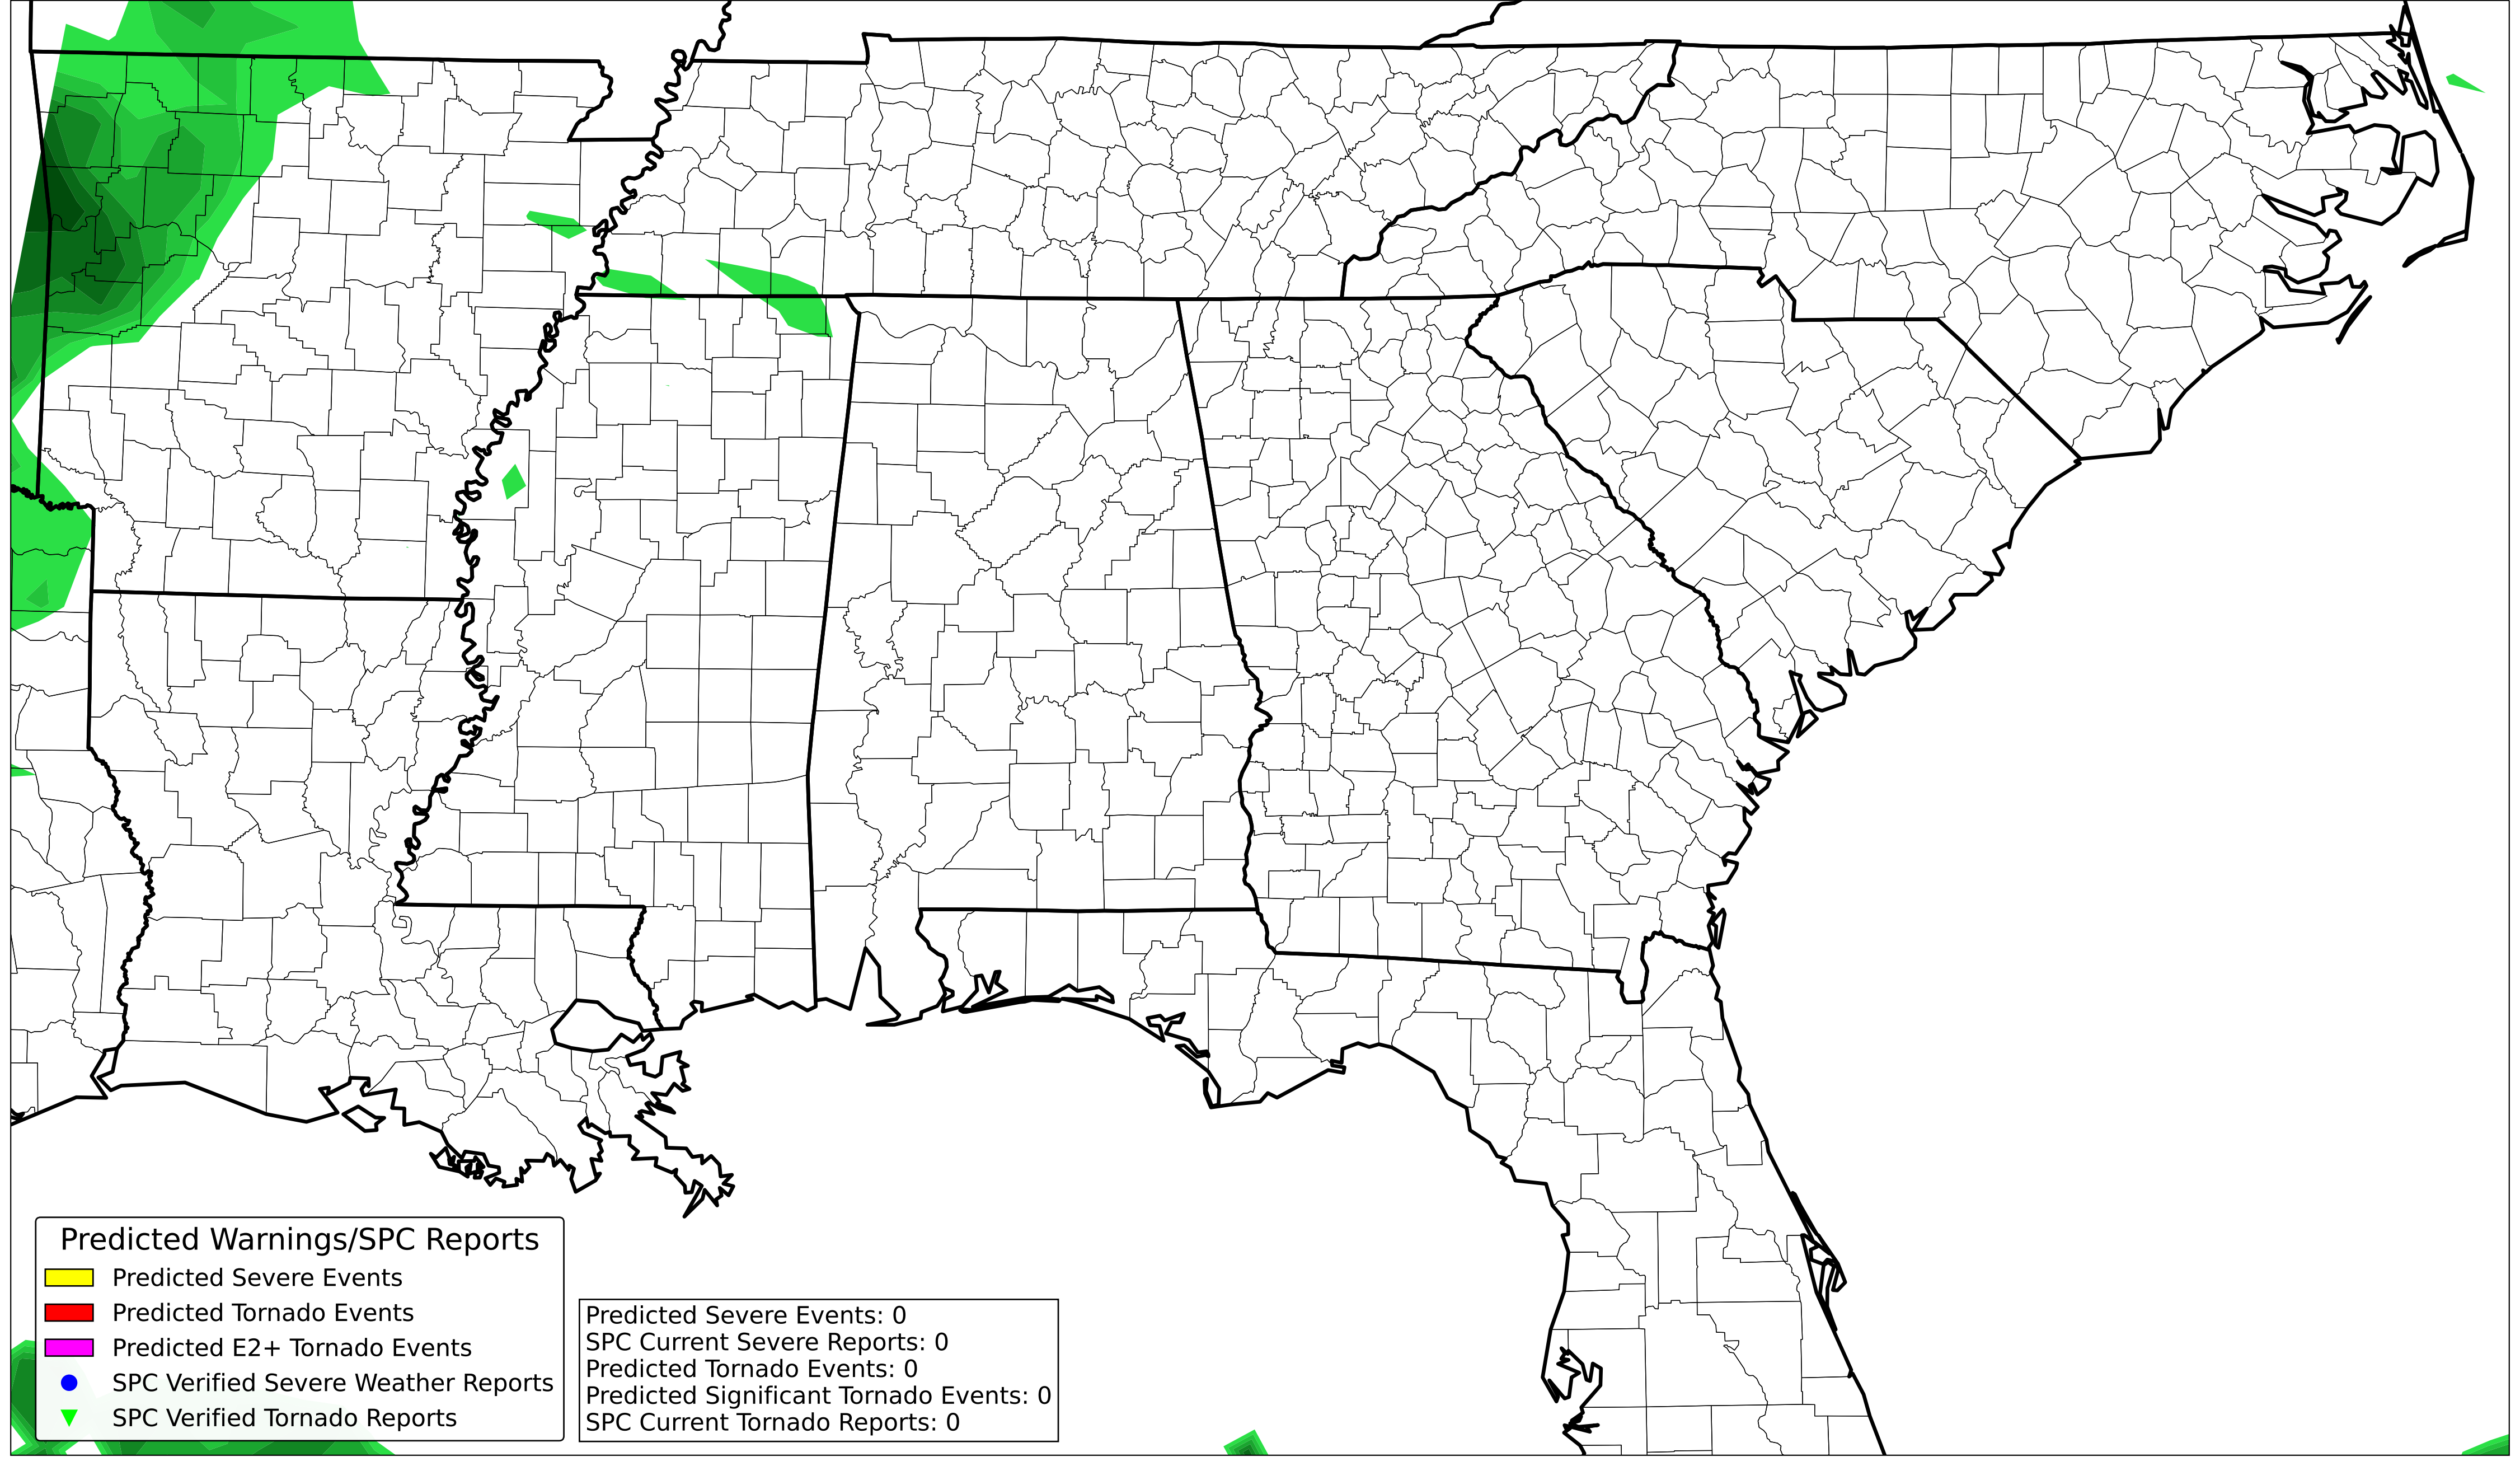 Predicted Warnings/SPC Reports
Predicted Severe Events
Predicted Tornado Events
Predicted E2+ Tornado Events
SPC Verified Severe Weather Reports
SPC Verified Tornado Reports
Predicted Severe Events: 0
SPC Current Severe Reports: 0
Predicted Tornado Events: 0
Predicted Significant Tornado Events: 0
SPC Current Tornado Reports: 0